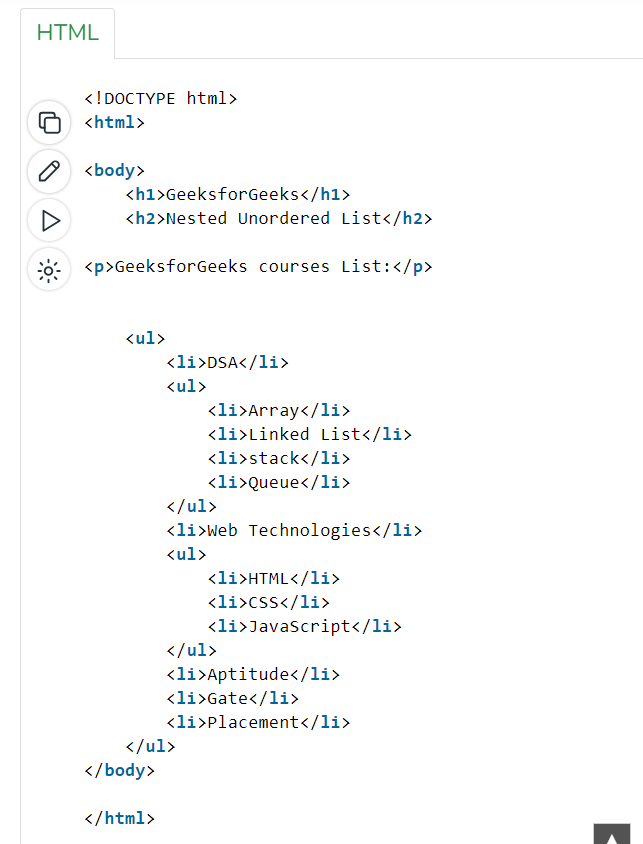 HTML
<!DOCTYPE html>
<html>
<body>
<h1>GeeksforGeeks</h1>
<h2>Nested Unordered List</h2>
<p>GeeksforGeeks courses List:</p>
<ul>
<li>DSA</li>
<ul>
<li>Array</li>
<li>Linked List</li>
<li>stack</li>
<li>Queue</li>
</ul>
<li>Web Technologies</li>
<ul>
<li>HTML</li>
<li>CSS</li>
<li>JavaScript</li>
</ul>
<li>Aptitude</li>
<li>Gate</li>
<li>Placement</li>
</ul>
</body>
</html>